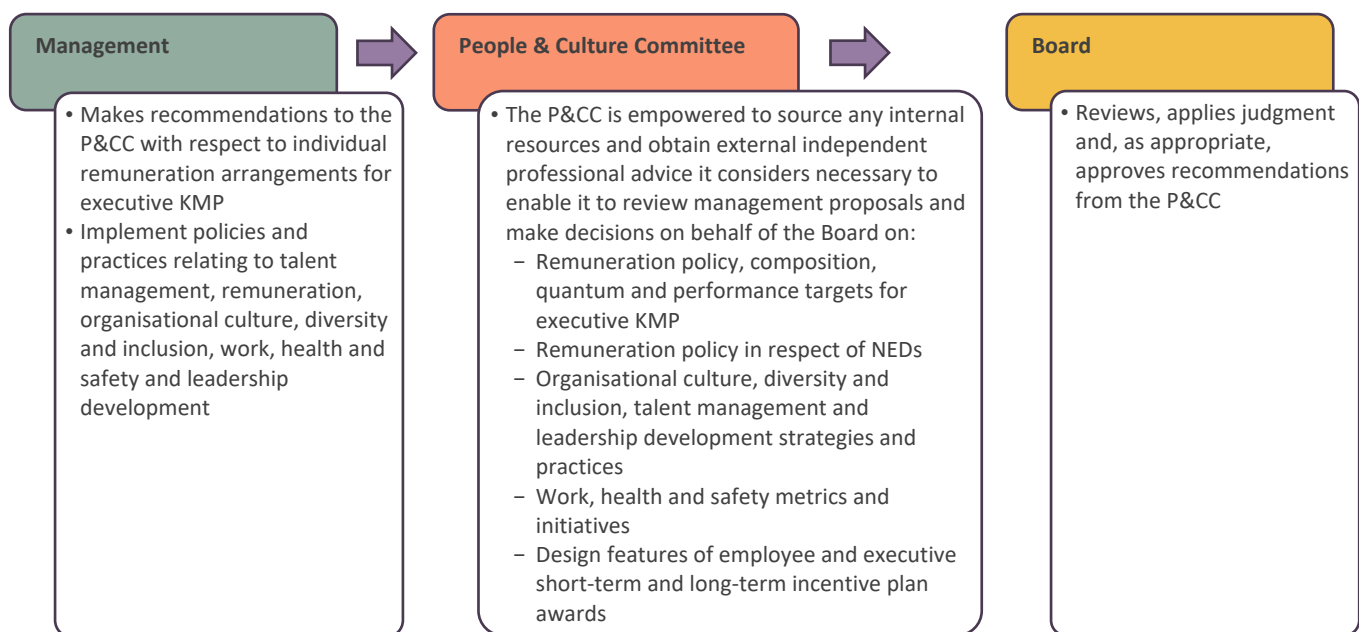 Management
• Makes recommendations to the
P&CC with respect to individual
remuneration arrangements for
executive KMP
• Implement policies and
practices relating to talent
management, remuneration,
organisational culture, diversity
and inclusion, work, health and
safety and leadership
development
People & Culture Committee
• The P&CC is empowered to source any internal
resources and obtain external independent
professional advice it considers necessary to
enable it to review management proposals and
make decisions on behalf of the Board on:
− Remuneration policy, composition,
quantum and performance targets for
executive KMP
− Remuneration policy in respect of NEDs
− Organisational culture, diversity and
inclusion, talent management and
leadership development strategies and
practices
− Work, health and safety metrics and
initiatives
− Design features of employee and executive
short-term and long-term incentive plan
awards
Board
• Reviews, applies judgment
and, as appropriate,
approves recommendations
from the P&CC